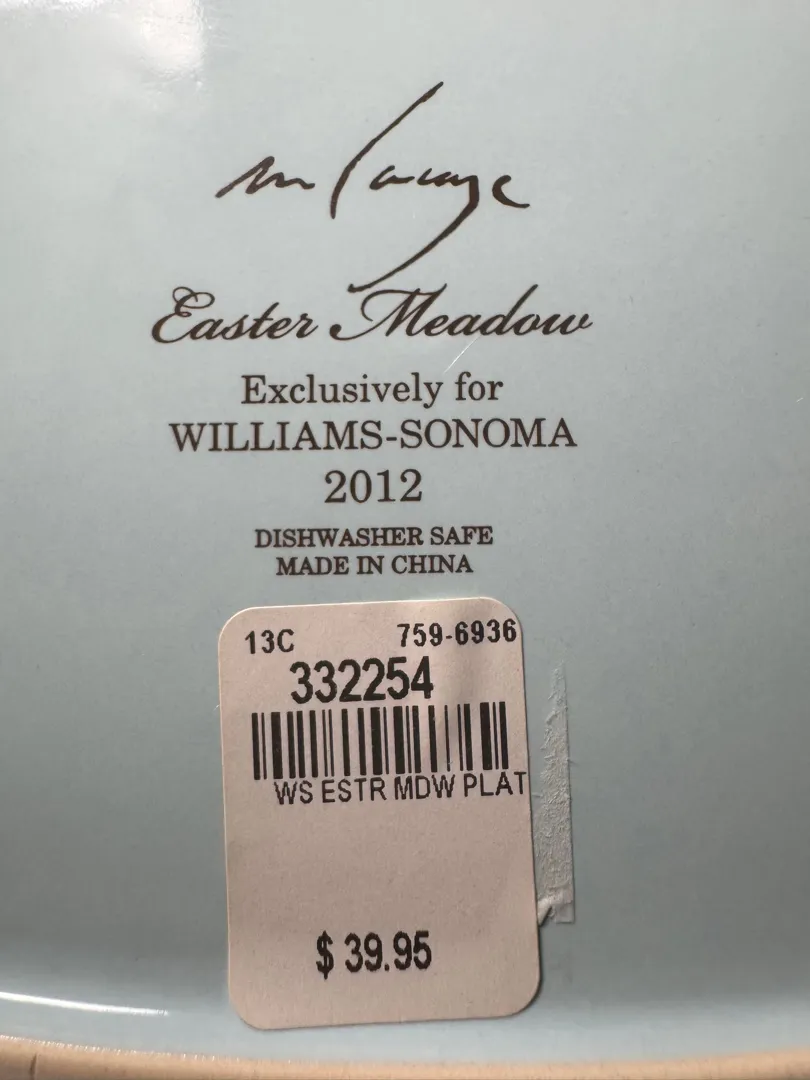 Easter Meadow
Exclusively for
WILLIAMS-SONOMA
2012
DISHWASHER SAFE
MADE IN CHINA
13C 759-6936
332254
WS ESTR MDW PLAT
$ 39.95